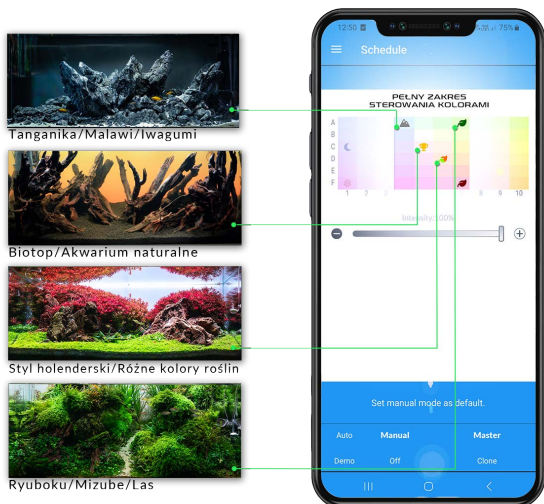 Tanganika/Malawi/Iwagumi
Biotop/Akwarium naturalne
Styl holenderski/Różne kolory roślin
Ryuboku/Mizube/Las
12:50
75%
Schedule
PEŁNY ZAKRES
STEROWANIA KOLORAMI
A
B
C
D
E
F
1 2 3 8 9 10
Intensity: 100%
Set manual mode as default.
Auto Manual Master
Demo Off Clone